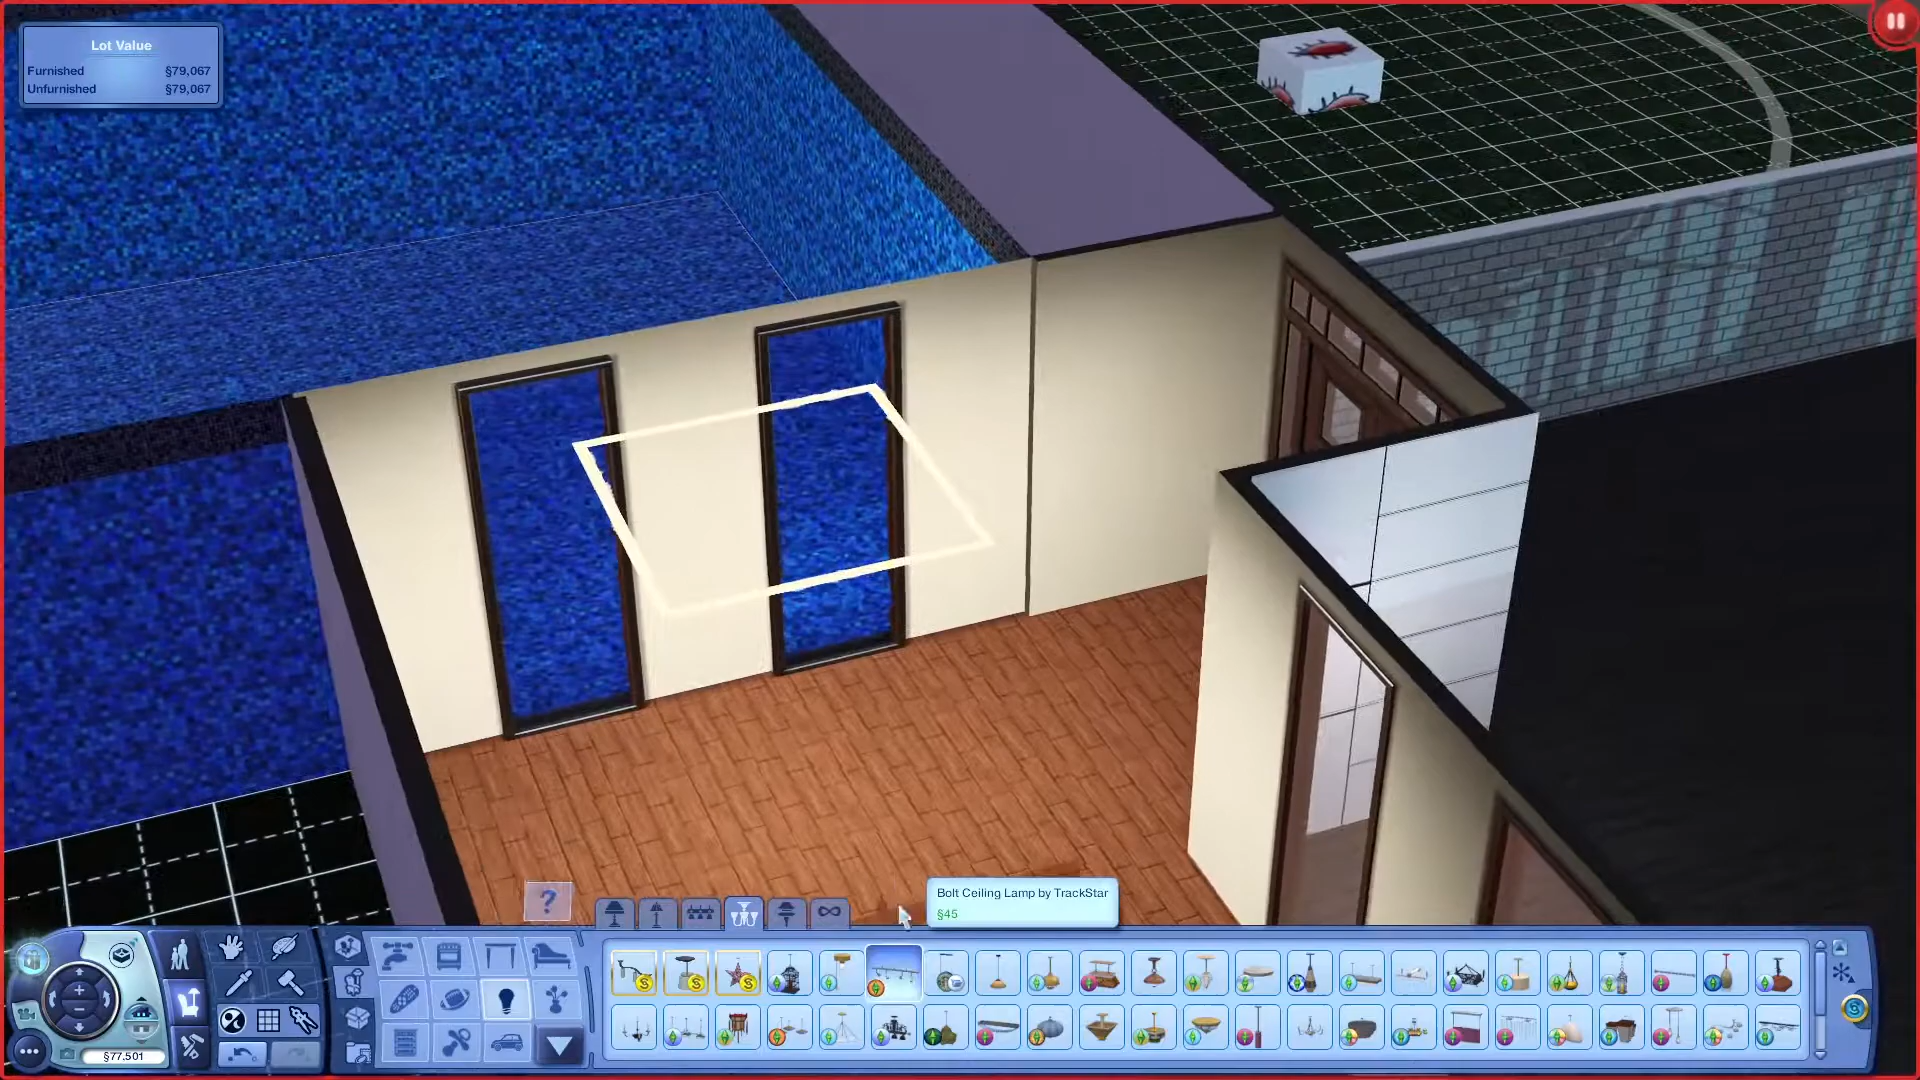 Lot Value
Furnished §79,067
Unfurnished §79,067
Bolt Ceiling Lamp by TrackStar
§45
?
S S S
§77,501